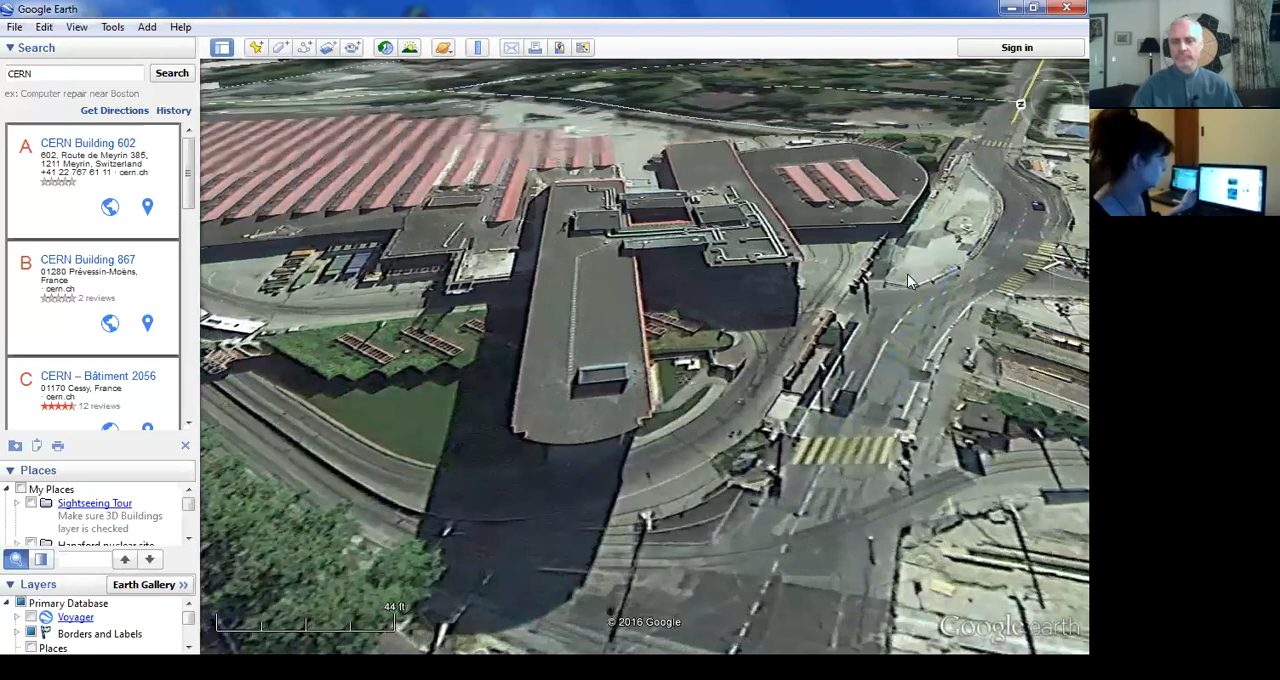 Google Earth
File Edit View Tools Add Help
Search
Sign in
CERN
Search
ex: Computer repair near Boston
Get Directions History
A CERN Building 602
602, Route de Meyrin 385,
1211 Meyrin, Switzerland
+41 22 767 61 11 · cern.ch
B CERN Building 867
01280 Prévessin-Moëns,
France
· cern.ch
2 reviews
C CERN – Bâtiment 2056
01170 Cessy, France
· cern.ch
12 reviews
Places
My Places
Sightseeing Tour
Make sure 3D Buildings
layer is checked
Hanaford nuclear site
Layers
Earth Gallery »
Primary Database
Voyager
Borders and Labels
Places
44 ft
© 2016 Google
Google earth